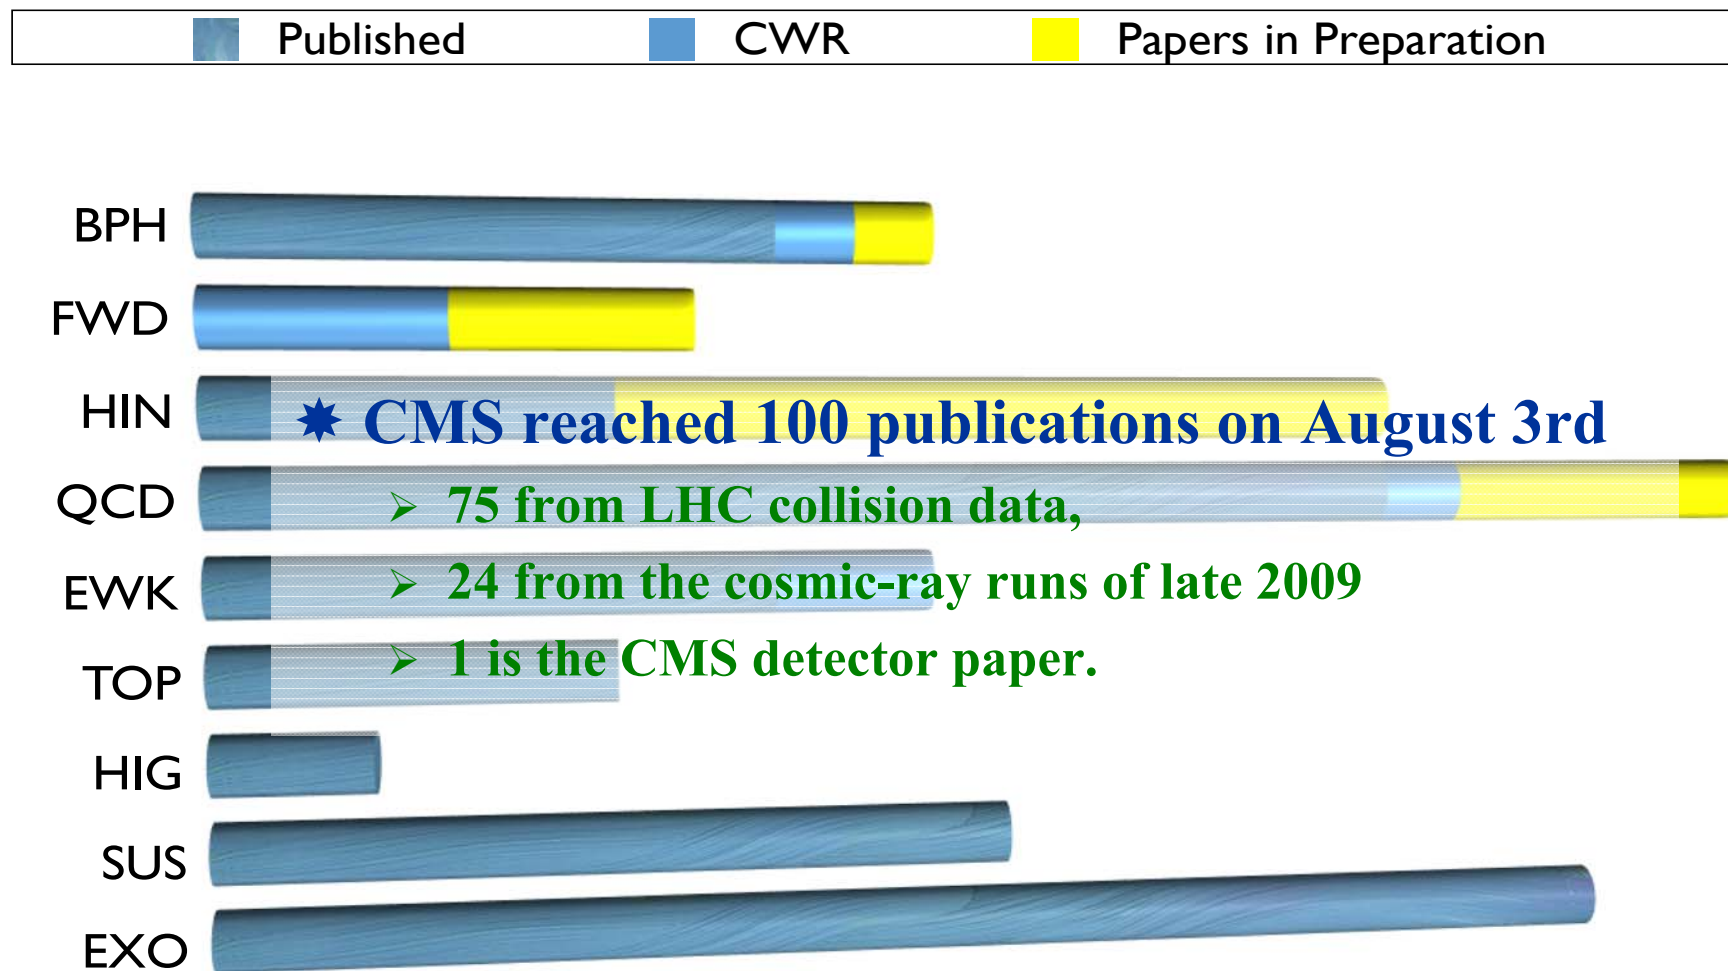 Published CWR Papers in Preparation
BPH
FWD
HIN
✷ CMS reached 100 publications on August 3rd
QCD
➢ 75 from LHC collision data,
EWK
➢ 24 from the cosmic-ray runs of late 2009
TOP
➢ 1 is the CMS detector paper.
HIG
SUS
EXO